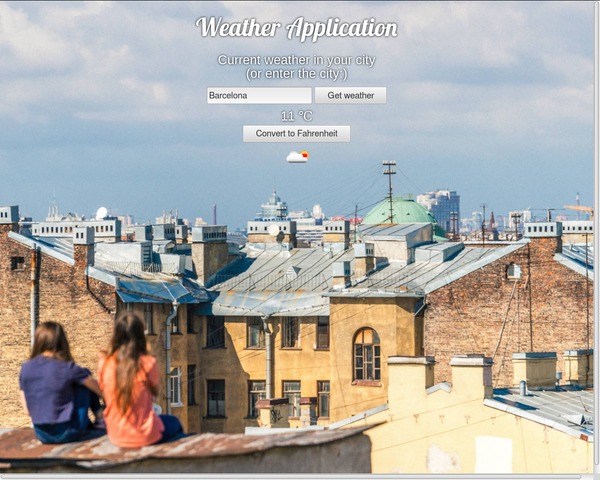 Weather Application
Current weather in your city
(or enter the city:)
Barcelona
Get weather
11 °C
Convert to Fahrenheit